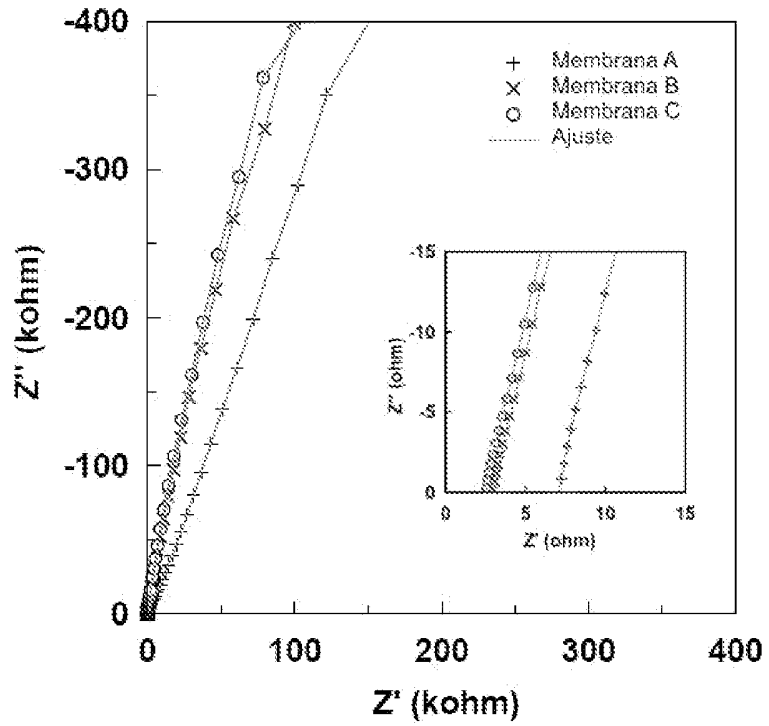 -400
-300
-200
-100
0
Z'' (kohm)
Membrana A
Membrana B
Membrana C
Ajuste
-15
-10
-5
0
Z'' (ohm)
0 5 10 15
Z' (ohm)
0 100 200 300 400
Z' (kohm)